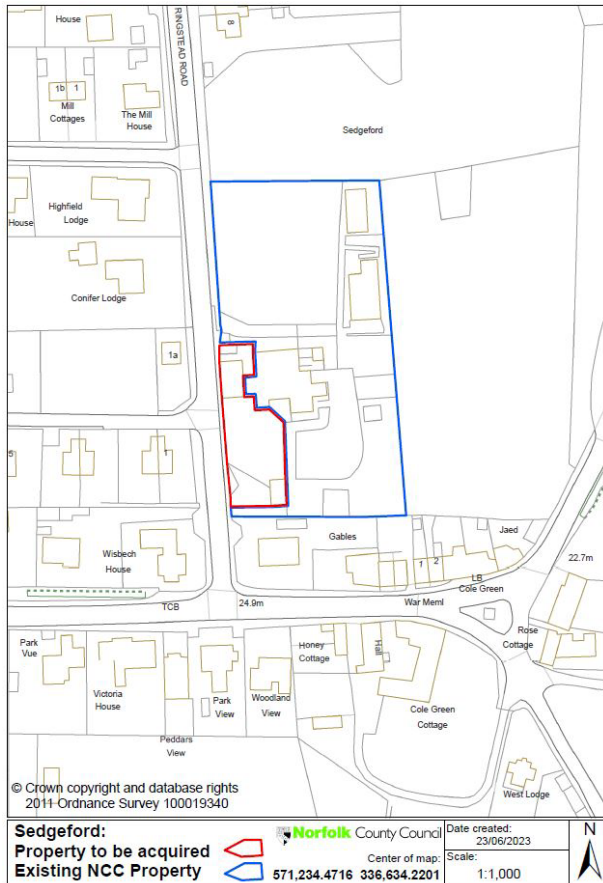 House
8
RINGSTEAD ROAD
1b 1
Mill
Cottages
The Mill
House
Sedgeford
Highfield
Lodge
House
Conifer Lodge
1a
5
1
Wisbech
House
Gables
Jaed
1
2
LB
Cole Green
22.7m
TCB
24.9m
War Meml
Rose
Cottage
Park
Vue
Victoria
House
Park
View
Woodland
View
Honey
Cottage
Hall
Cole Green
Cottage
Peddars
View
West Lodge
© Crown copyright and database rights
2011 Ordnance Survey 100019340
Sedgeford:
Property to be acquired
Existing NCC Property
Norfolk County Council
Center of map:
571,234.4716 336,634.2201
Date created:
23/06/2023
Scale:
1:1,000
N